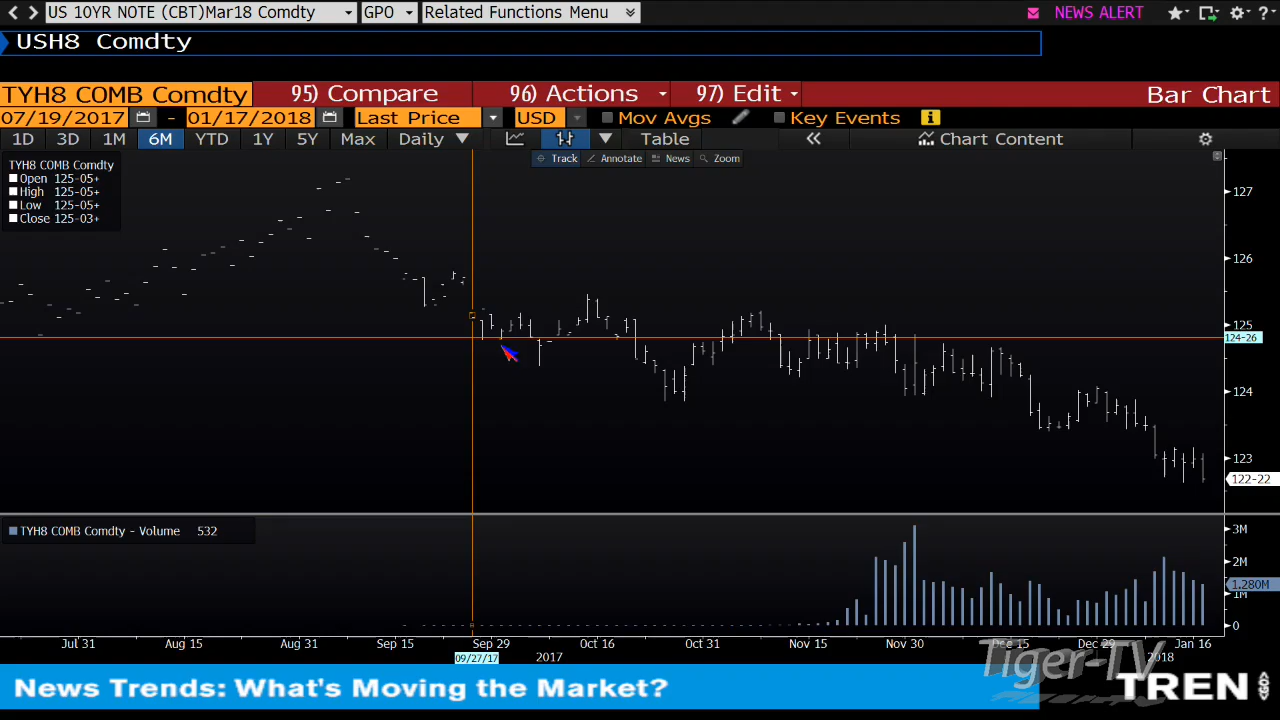 US 10YR NOTE (CBT)Mar18 Comdty GPO Related Functions Menu NEWS ALERT ?
USH8 Comdty
TYH8 COMB Comdty 95) Compare 96) Actions 97) Edit Bar Chart
07/19/2017 - 01/17/2018 Last Price USD Mov Avgs Key Events i
1D 3D 1M 6M YTD 1Y 5Y Max Daily Table « Chart Content
Track Annotate News Zoom
TYH8 COMB Comdty
Open 125-05+
High 125-05+
Low 125-05+
Close 125-03+
127
126
125
124-26
124
123
122-22
TYH8 COMB Comdty - Volume 532
3M
2M
1.280M
1M
0
Jul 31 Aug 15 Aug 31 Sep 15 Sep 29 Oct 16 Oct 31 Nov 15 Nov 30 Dec 15 Dec 29 Jan 16
09/27/17 2017 2018
Tiger-TV
News Trends: What's Moving the Market? TREN